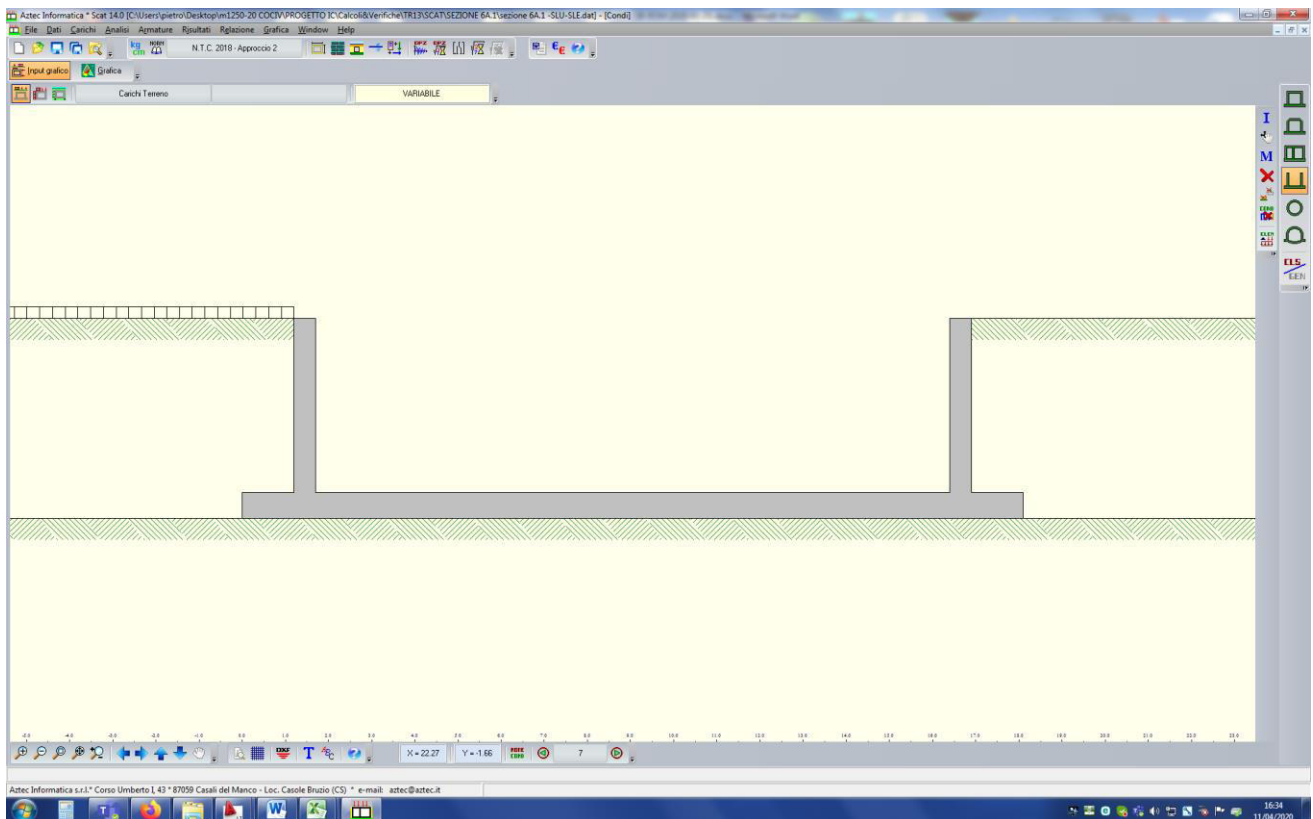 Aztec Informatica * Scat 14.0 [C:\Users\pietro\Desktop\m1250-20 COCIV\PROGETTO IC\Calcoli&Verifiche\TR13\SCAT\SEZIONE 6A.1\sezione 6A.1 -SLU-SLE.dat] - [Condi]
File Dati Carichi Analisi Armature Risultati Relazione Grafica Window Help
N.T.C. 2018 - Approccio 2
Input grafico Grafica
Carichi Terreno VARIABILE
I
M
CLS
GEN
X = 22.27 Y = -1.66 7
Aztec Informatica s.r.l.* Corso Umberto I, 43 * 87059 Casali del Manco - Loc. Casole Bruzio (CS) * e-mail: aztec@aztec.it
16:34
11/04/2020